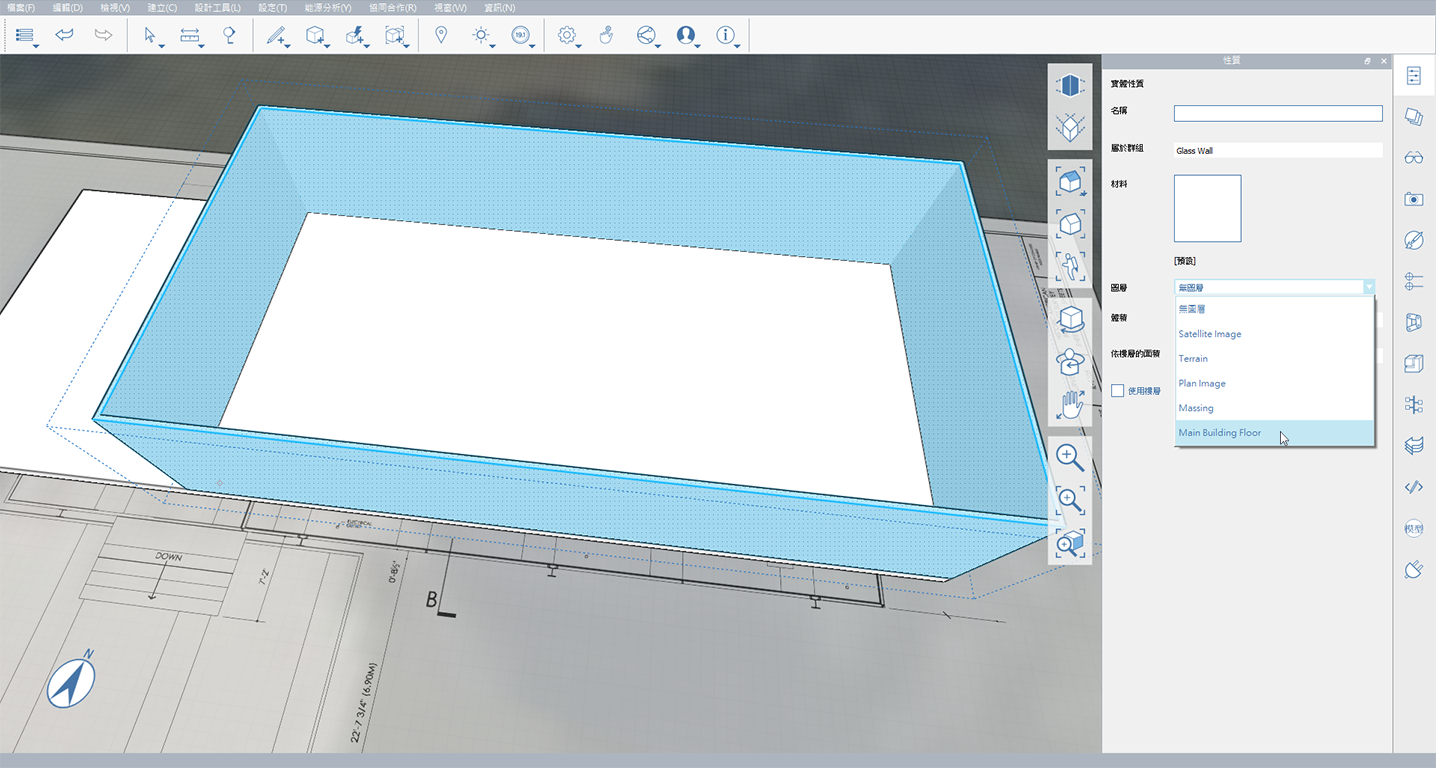 檔案(F) 編輯(D) 檢視(V) 建立(C) 設計工具(L) 設定(T) 能源分析(Y) 協同合作(R) 視窗(W) 資訊(N)
19.1
性質
實體性質
名稱
屬於群組 Glass Wall
材料
[預設]
圖層 無圖層
無圖層
Satellite Image
Terrain
Plan Image
Massing
Main Building Floor
體積
依樓層的面積
使用樓層
模型
DOWN
7'-2"
B
N
22'-7 3/4" (6.90M)